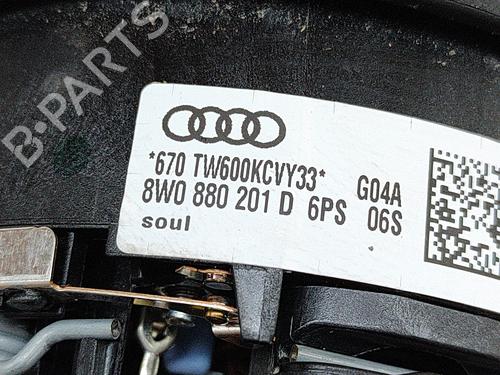 B-PARTS
*670 TW600KCVY33* G04A
8W0 880 201 D 6PS 06S
soul